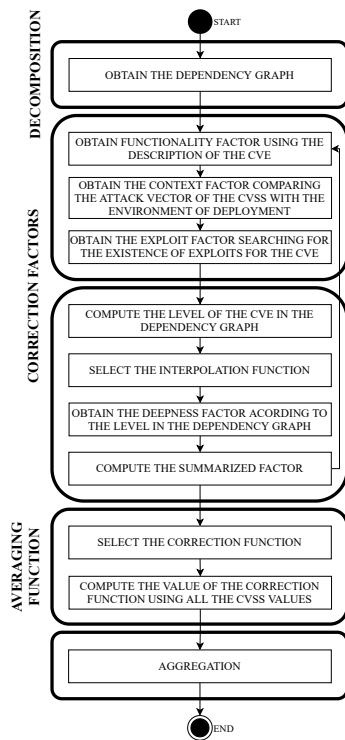 START
DECOMPOSITION
OBTAIN THE DEPENDENCY GRAPH
CORRECTION FACTORS
OBTAIN FUNCTIONALITY FACTOR USING THE
DESCRIPTION OF THE CVE
OBTAIN THE CONTEXT FACTOR COMPARING
THE ATTACK VECTOR OF THE CVSS WITH THE
ENVIRONMENT OF DEPLOYMENT
OBTAIN THE EXPLOIT FACTOR SEARCHING FOR
THE EXISTENCE OF EXPLOITS FOR THE CVE
COMPUTE THE LEVEL OF THE CVE IN THE
DEPENDENCY GRAPH
SELECT THE INTERPOLATION FUNCTION
OBTAIN THE DEEPNESS FACTOR ACORDING TO
THE LEVEL IN THE DEPENDENCY GRAPH
COMPUTE THE SUMMARIZED FACTOR
AVERAGING
FUNCTION
SELECT THE CORRECTION FUNCTION
COMPUTE THE VALUE OF THE CORRECTION
FUNCTION USING ALL THE CVSS VALUES
AGGREGATION
END